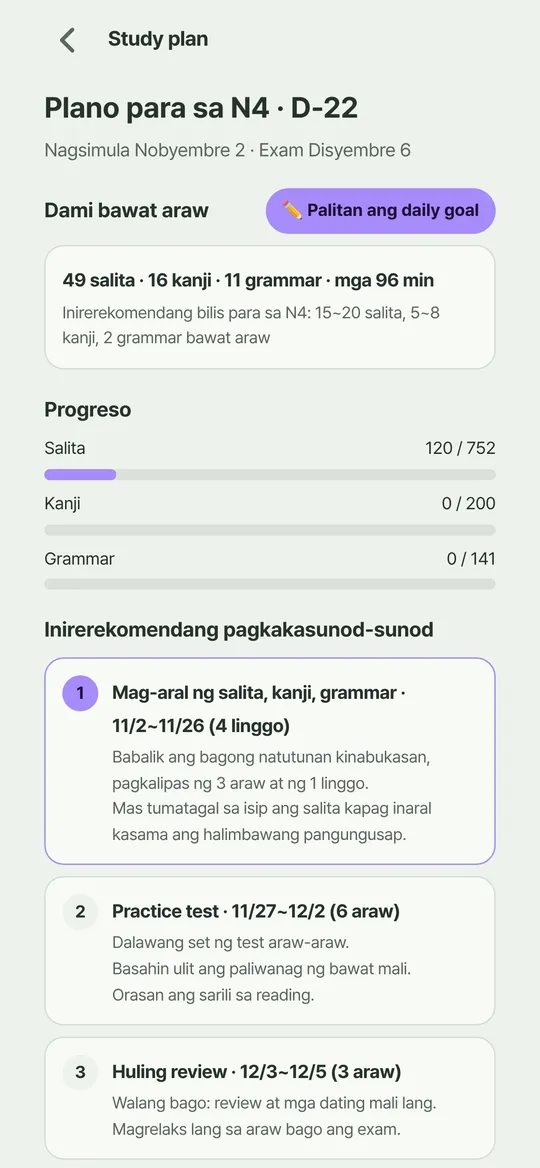 Study plan
Plano para sa N4 · D-22
Nagsimula Nobyembre 2 · Exam Disyembre 6
Dami bawat araw
✏️ Palitan ang daily goal
49 salita · 16 kanji · 11 grammar · mga 96 min
Inirerekomendang bilis para sa N4: 15~20 salita, 5~8
kanji, 2 grammar bawat araw
Progreso
Salita 120 / 752
Kanji 0 / 200
Grammar 0 / 141
Inirerekomendang pagkakasunod-sunod
1 Mag-aral ng salita, kanji, grammar ·
11/2~11/26 (4 linggo)
Babalik ang bagong natutunan kinabukasan,
pagkalipas ng 3 araw at ng 1 linggo.
Mas tumatagal sa isip ang salita kapag inaral
kasama ang halimbawang pangungusap.
2 Practice test · 11/27~12/2 (6 araw)
Dalawang set ng test araw-araw.
Basahin ulit ang paliwanag ng bawat mali.
Orasan ang sarili sa reading.
3 Huling review · 12/3~12/5 (3 araw)
Walang bago: review at mga dating mali lang.
Magrelaks lang sa araw bago ang exam.